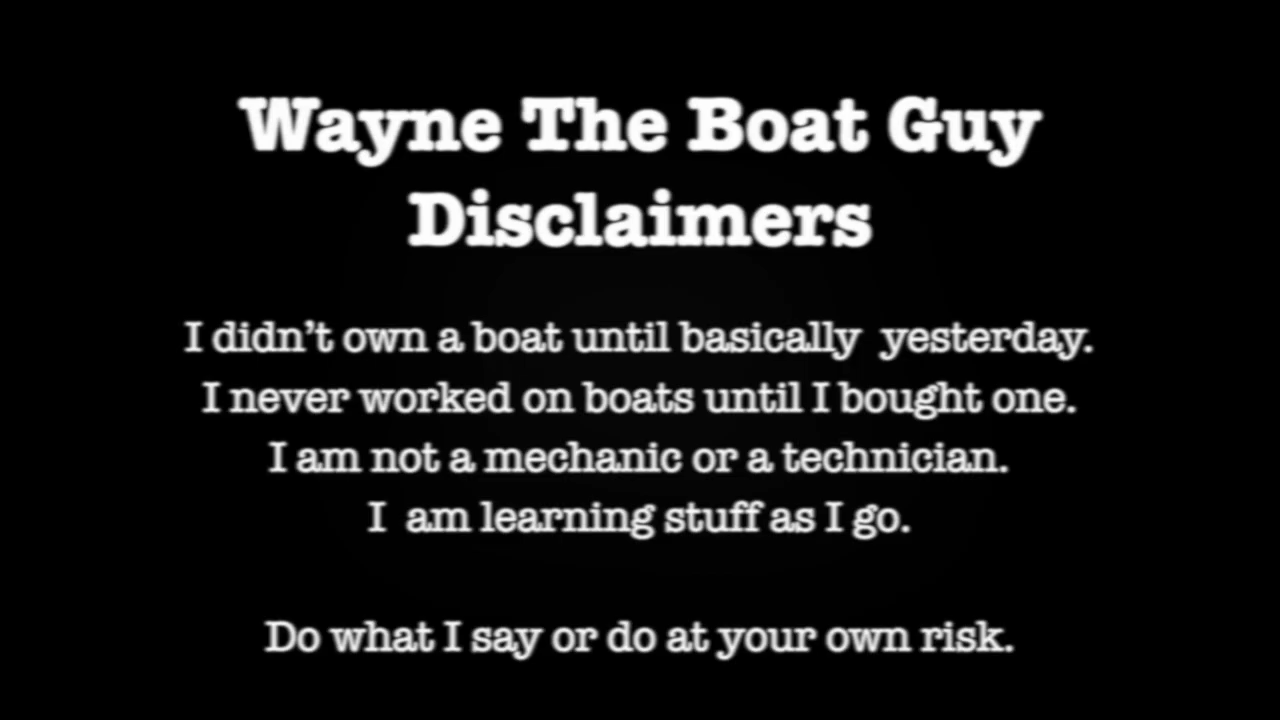 Wayne The Boat Guy
Disclaimers
I didn’t own a boat until basically  yesterday.
I never worked on boats until I bought one.
I am not a mechanic or a technician.
I  am learning stuff as I go.
Do what I say or do at your own risk.